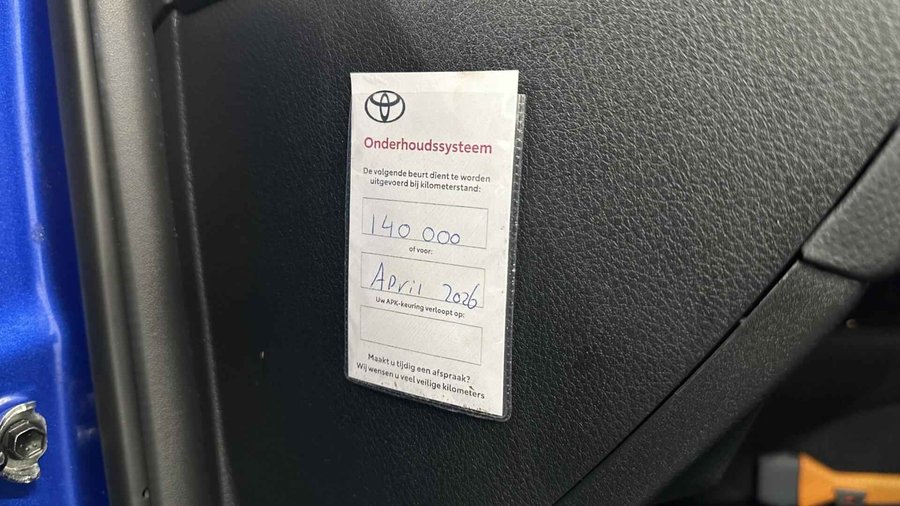 Onderhoudssysteem
De volgende beurt dient te worden
uitgevoerd bij kilometerstand:
140 000
of voor:
April 2026
Uw APK-keuring verloopt op:
Maakt u tijdig een afspraak?
Wij wensen u veel veilige kilometers